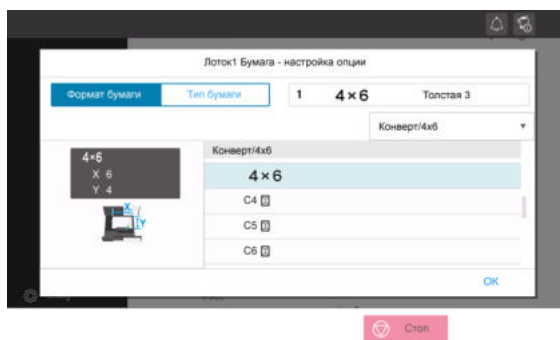 Лоток1 Бумага - настройка опции
Формат бумаги Тип бумаги 1 4×6 Толстая 3
Конверт/4x6
4×6
X 6
Y 4
X
Y
Конверт/4x6
4×6
C4
C5
C6
OK
Стоп